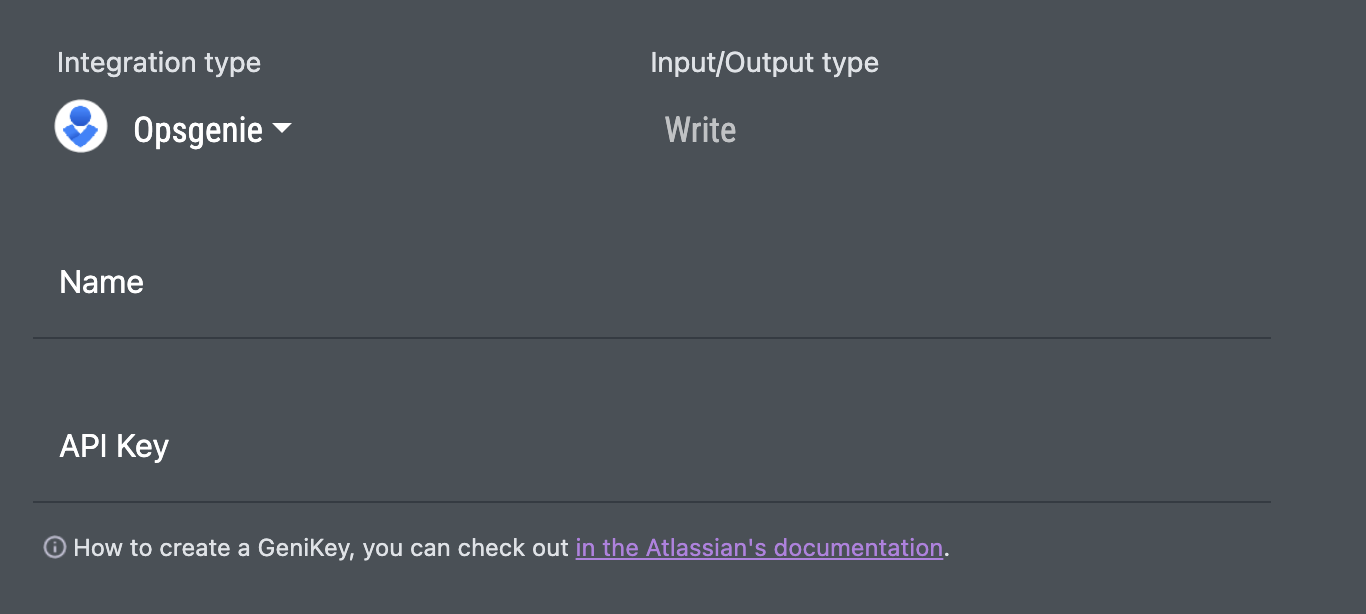 Integration type
Input/Output type
Opsgenie
Write
Name
API Key
How to create a GeniKey, you can check out in the Atlassian's documentation.